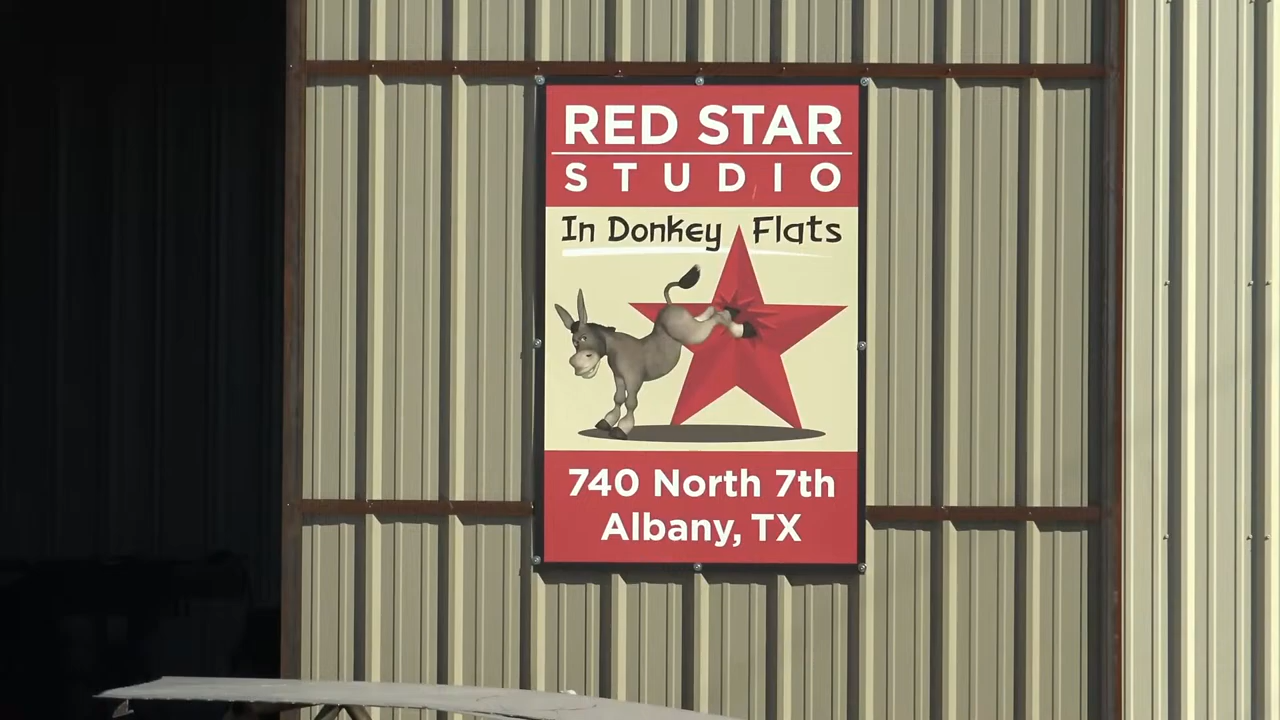 RED STAR
STUDIO
In Donkey Flats
740 North 7th
Albany, TX